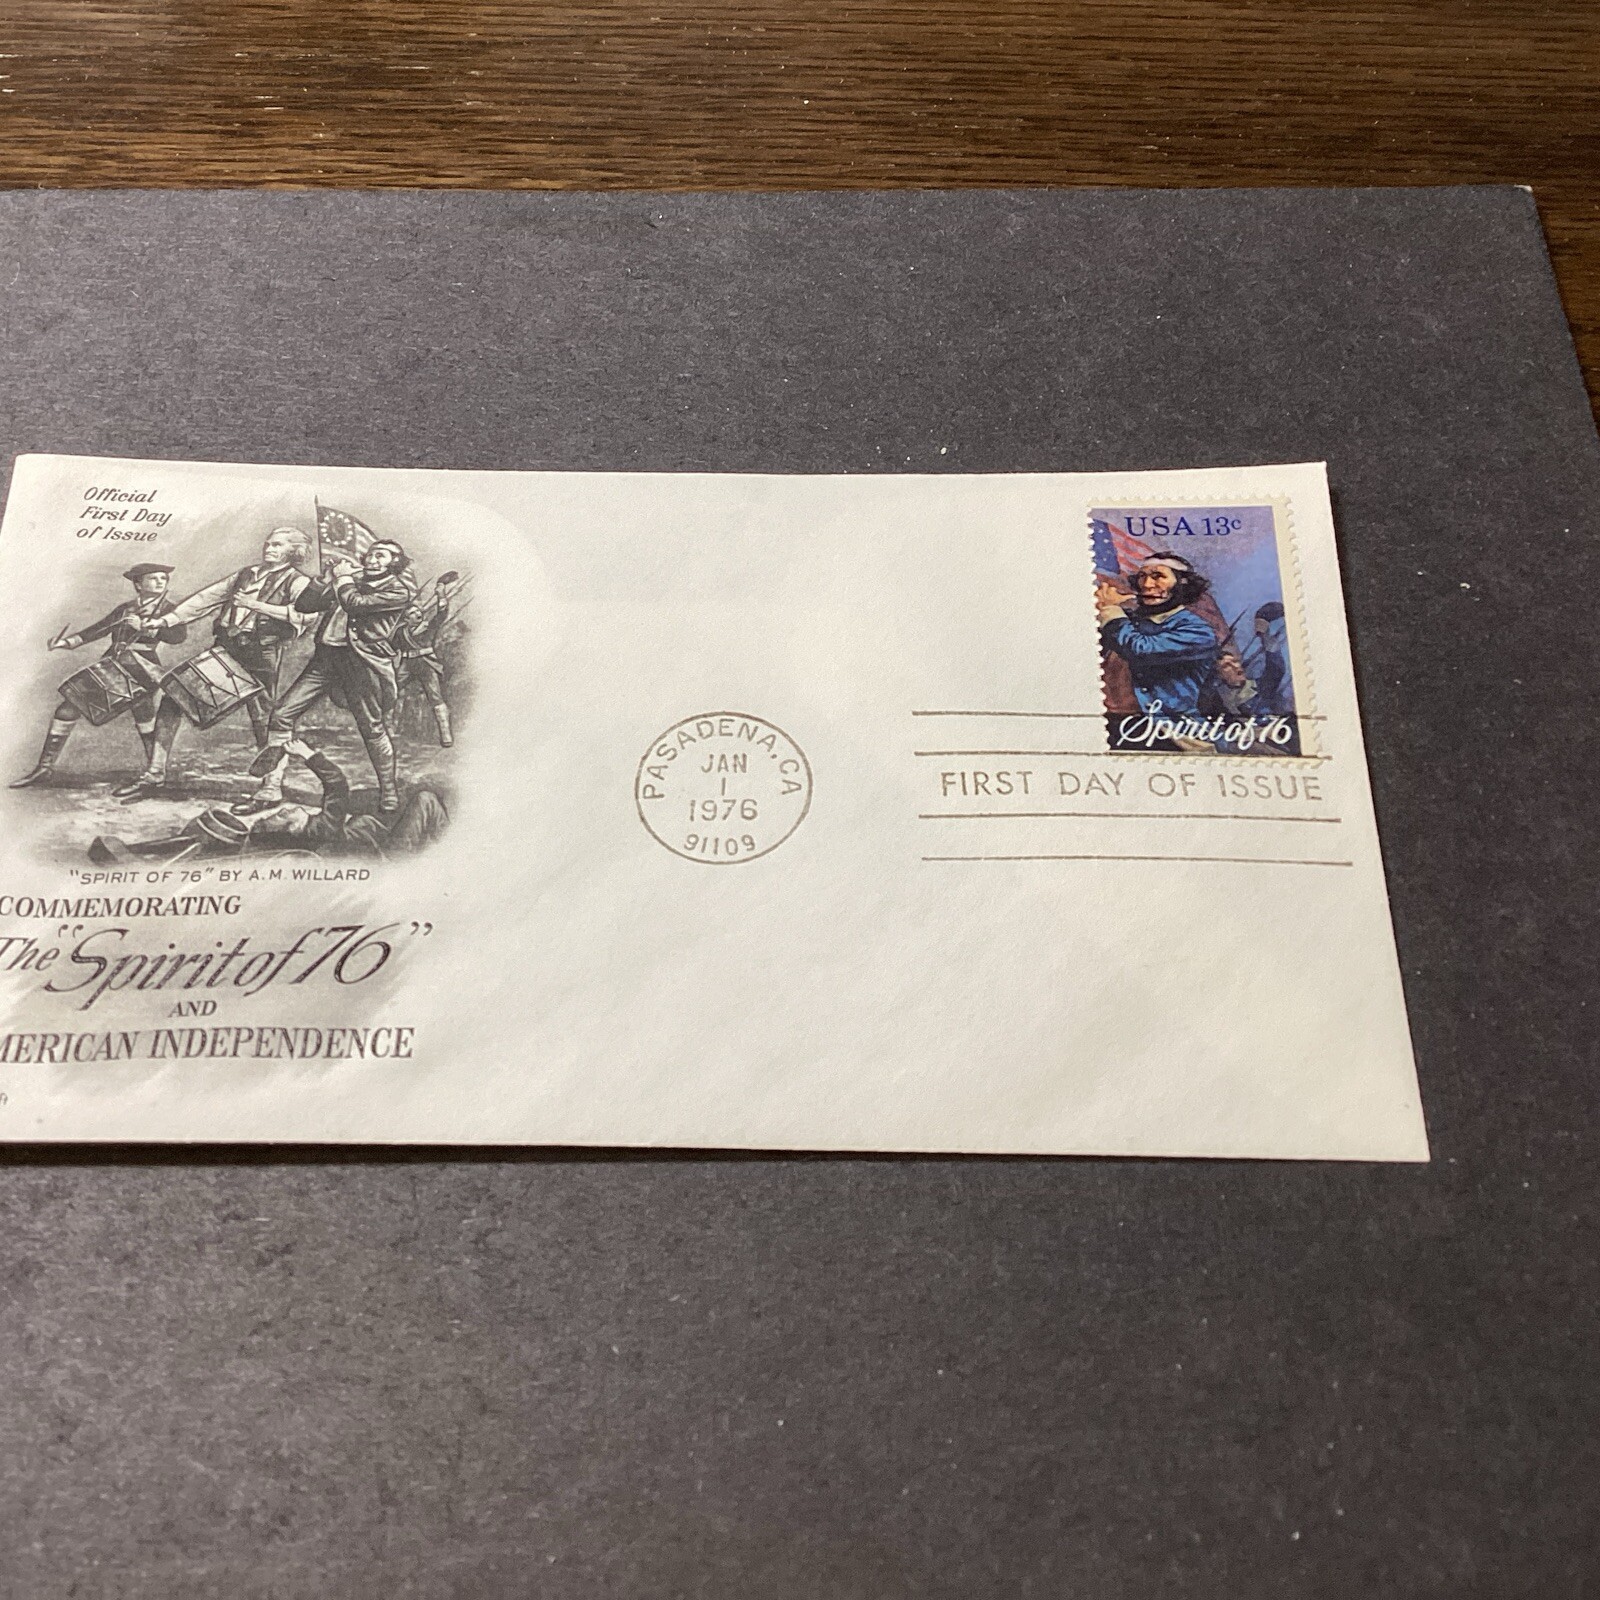 Official
First Day
of Issue
"SPIRIT OF 76" BY A.M. WILLARD
COMMEMORATING
The "Spirit of 76"
AND
MERICAN INDEPENDENCE
PASADENA, CA
JAN
1
1976
91109
USA 13c
Spirit of 76
FIRST DAY OF ISSUE